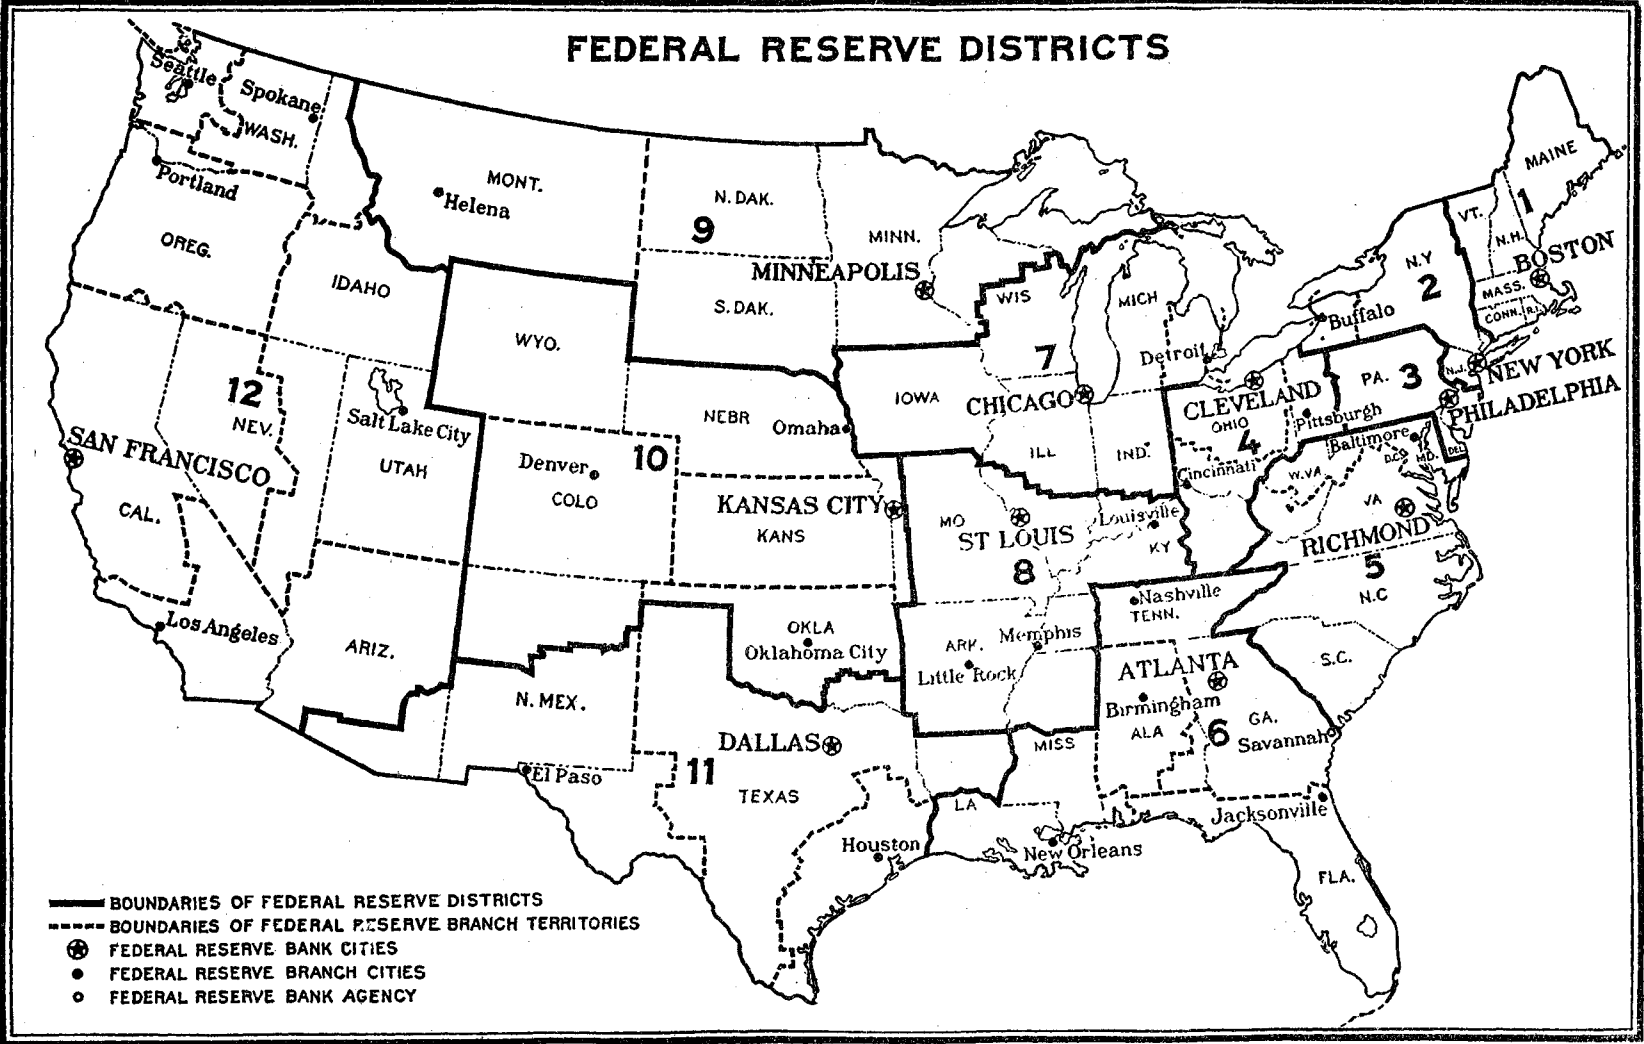 FEDERAL RESERVE DISTRICTS
Seattle
Spokane
WASH.
Portland
OREG.
MONT.
Helena
IDAHO
WYO.
N. DAK.
9
S. DAK.
MINN.
MINNEAPOLIS
WIS
MICH
7
Detroit
IOWA
CHICAGO
ILL
IND.
MAINE
1
VT.
N.H.
BOSTON
MASS.
CONN.
R.I.
N.Y
2
Buffalo
NEW YORK
N.J.
PA.
3
PHILADELPHIA
Pittsburgh
CLEVELAND
OHIO
4
Cincinnati
Baltimore
D.C.
MD.
DEL
W.VA.
VA
RICHMOND
5
N.C
S.C.
12
NEV.
SAN FRANCISCO
CAL.
Los Angeles
Salt Lake City
UTAH
ARIZ.
NEBR
Omaha
10
Denver
COLO
KANSAS CITY
KANS
OKLA
Oklahoma City
MO
ST LOUIS
8
Louisville
KY
Nashville
TENN.
Memphis
ARK.
Little Rock
ATLANTA
Birmingham
ALA
6
GA.
Savannah
Jacksonville
FLA.
MISS
LA
New Orleans
N. MEX.
El Paso
DALLAS
11
TEXAS
Houston
BOUNDARIES OF FEDERAL RESERVE DISTRICTS
BOUNDARIES OF FEDERAL RESERVE BRANCH TERRITORIES
FEDERAL RESERVE BANK CITIES
FEDERAL RESERVE BRANCH CITIES
FEDERAL RESERVE BANK AGENCY